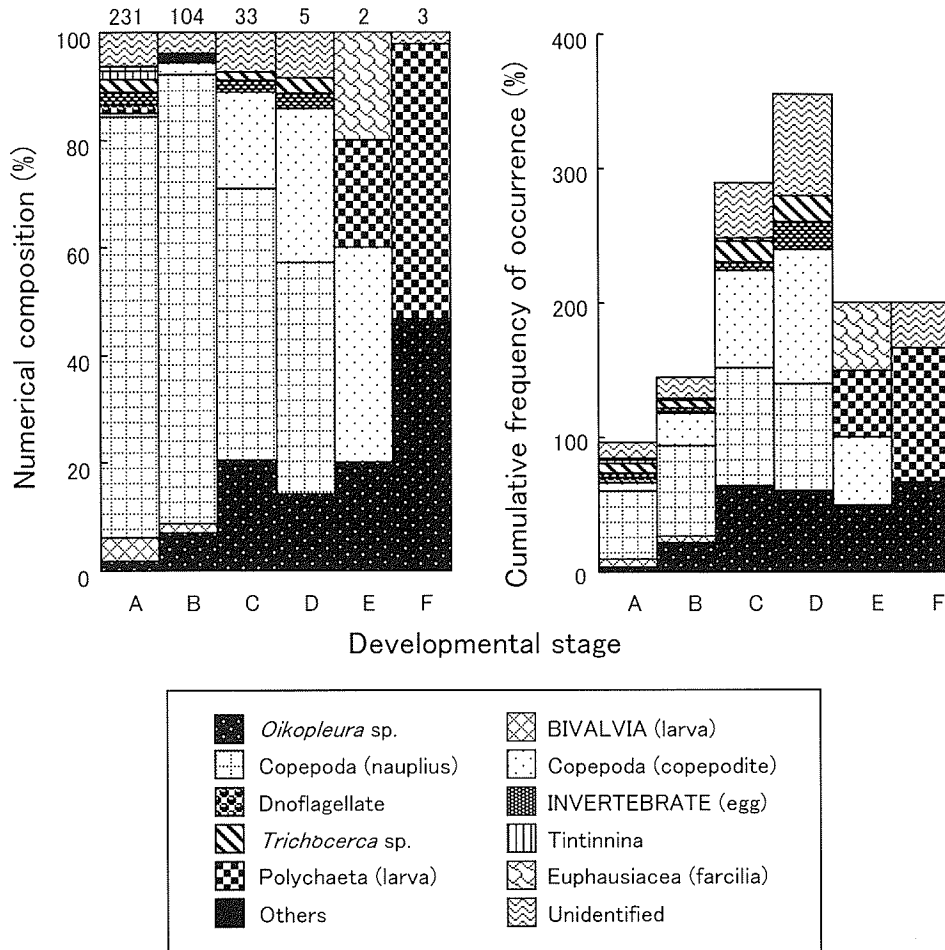 231 104 33 5 2 3
Numerical composition (%)
100
80
60
40
20
0
A B C D E F
Cumulative frequency of occurrence (%)
400
300
200
100
0
A B C D E F
Developmental stage
Oikopleura sp.
Copepoda (nauplius)
Dnoflagellate
Trichocerca sp.
Polychaeta (larva)
Others
BIVALVIA (larva)
Copepoda (copepodite)
INVERTEBRATE (egg)
Tintinnina
Euphausiacea (farcilia)
Unidentified